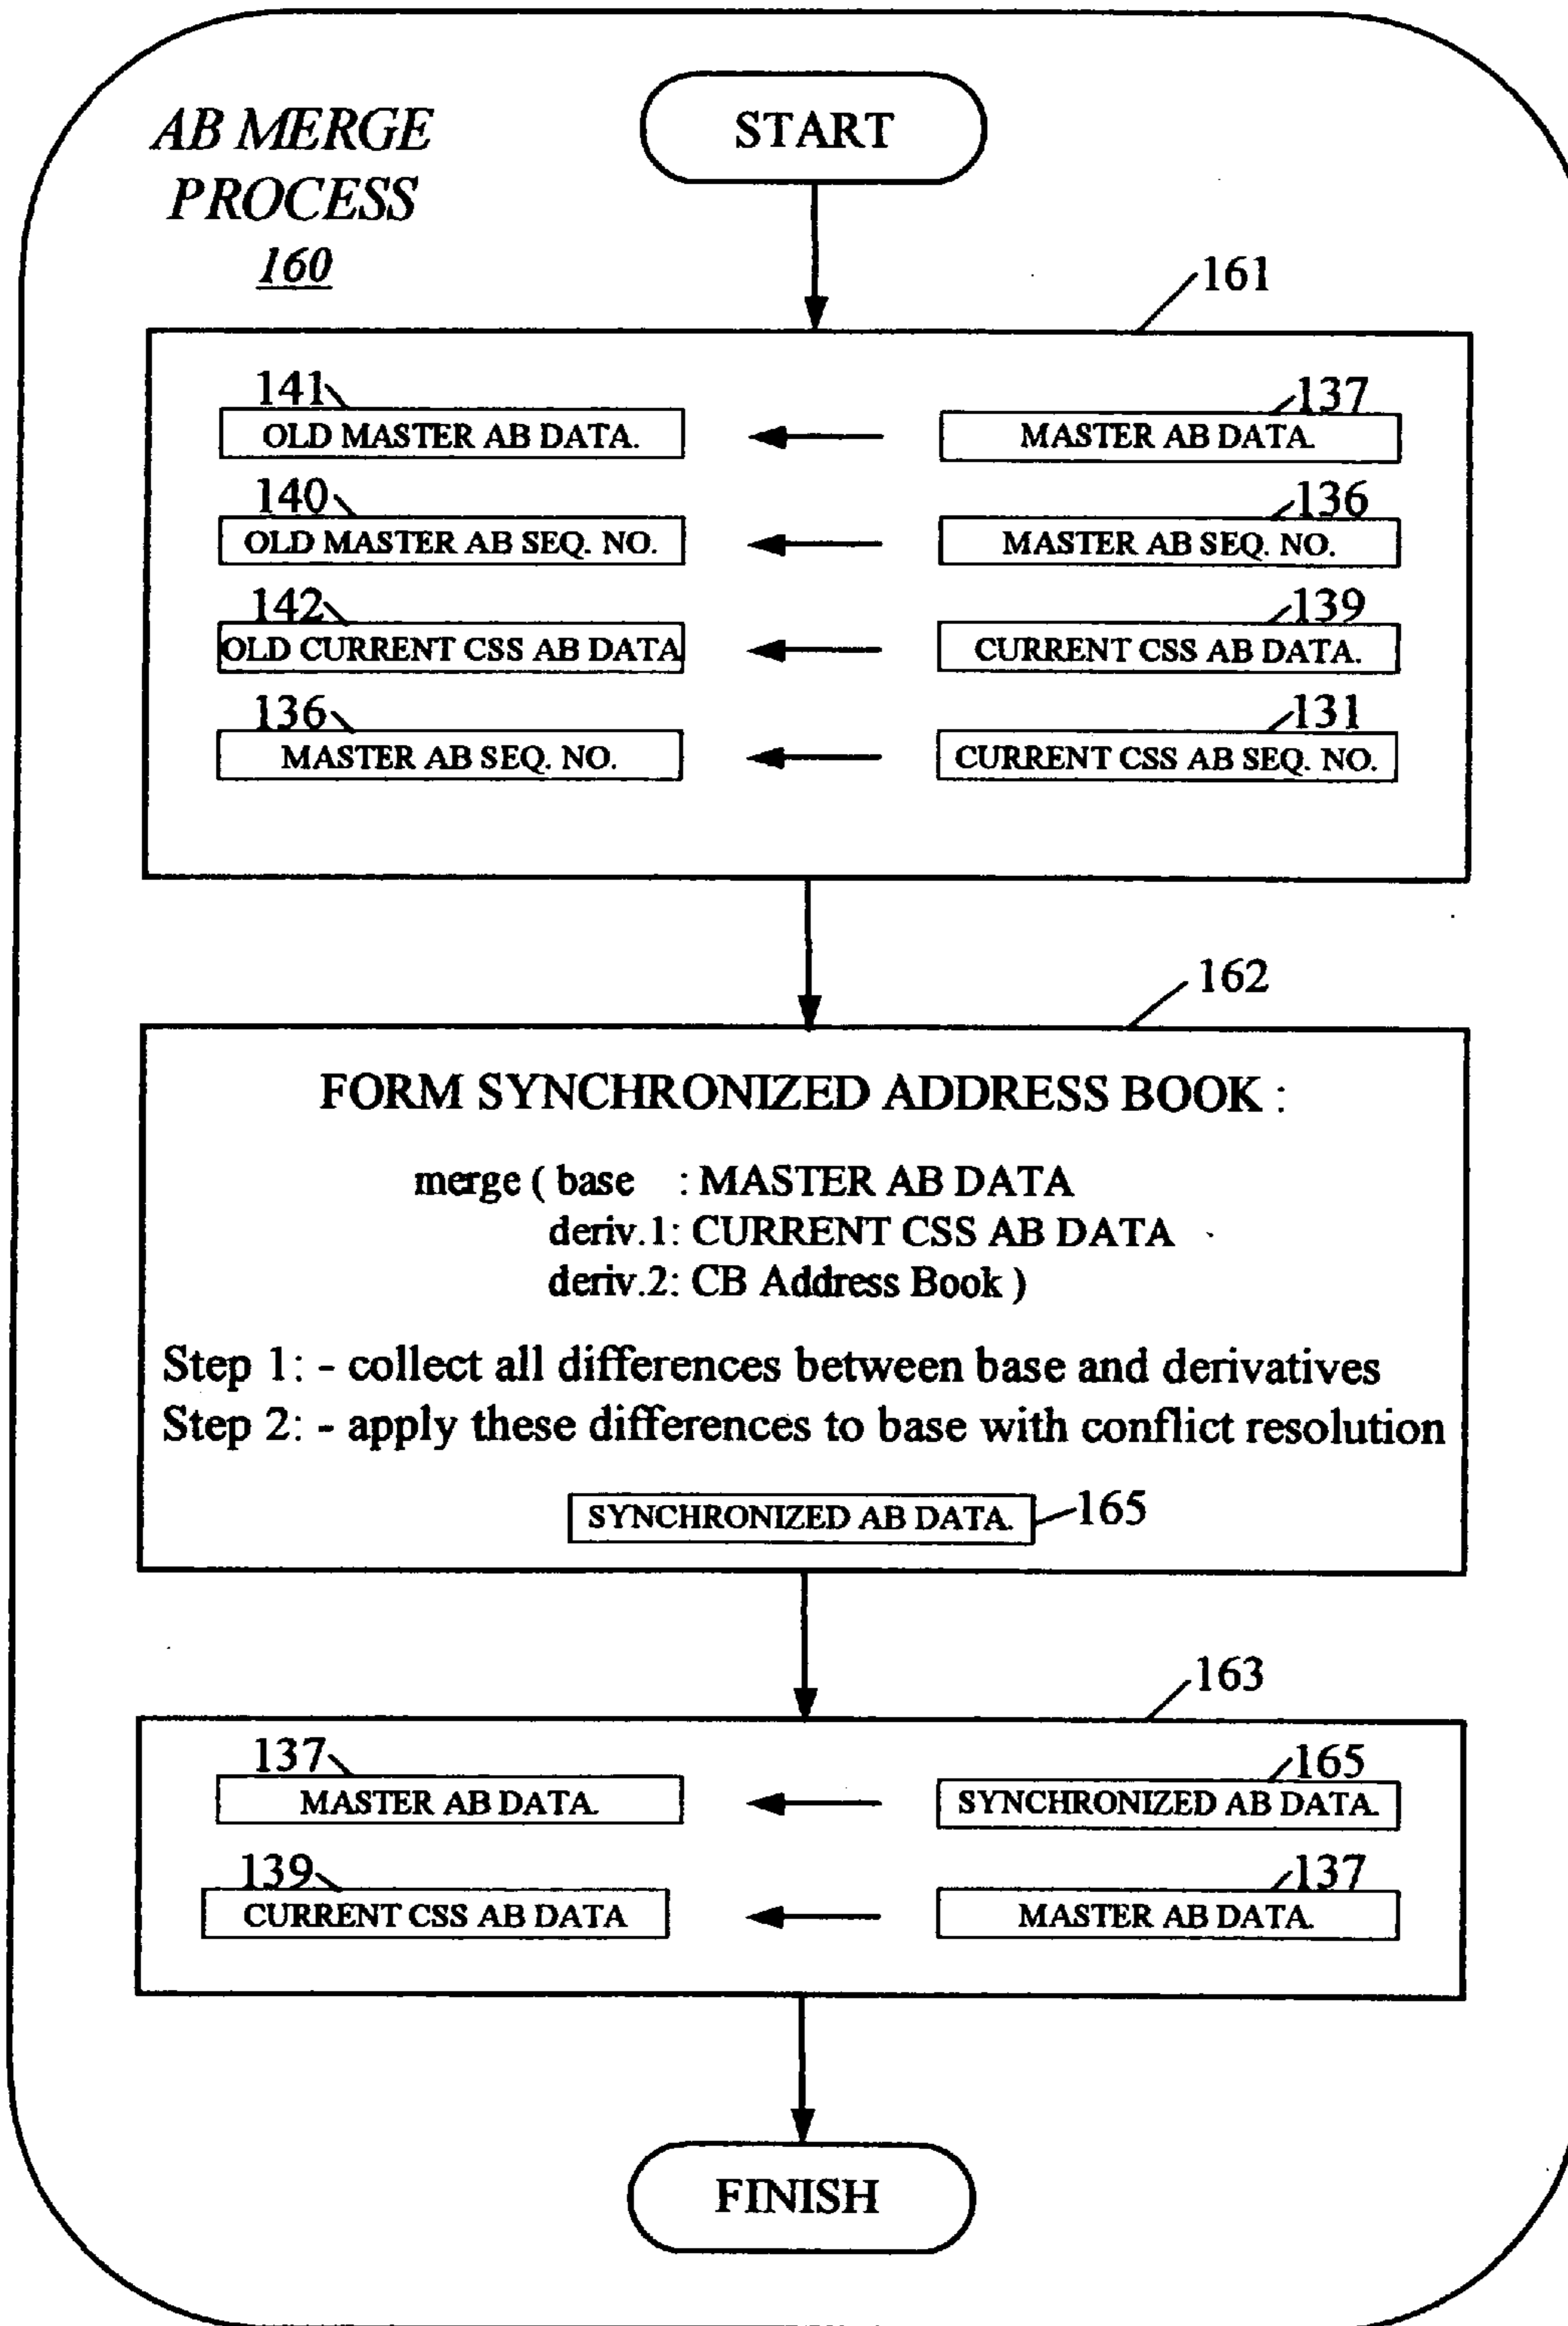 AB MERGE
PROCESS
160
START
161
141
137
OLD MASTER AB DATA.
MASTER AB DATA.
140
136
OLD MASTER AB SEQ. NO.
MASTER AB SEQ. NO.
142
139
OLD CURRENT CSS AB DATA
CURRENT CSS AB DATA.
136
131
MASTER AB SEQ. NO.
CURRENT CSS AB SEQ. NO.
162
FORM SYNCHRONIZED ADDRESS BOOK :
merge ( base : MASTER AB DATA
deriv.1: CURRENT CSS AB DATA
deriv.2: CB Address Book )
Step 1: - collect all differences between base and derivatives
Step 2: - apply these differences to base with conflict resolution
SYNCHRONIZED AB DATA.
165
163
137
165
MASTER AB DATA.
SYNCHRONIZED AB DATA.
139
137
CURRENT CSS AB DATA
MASTER AB DATA.
FINISH